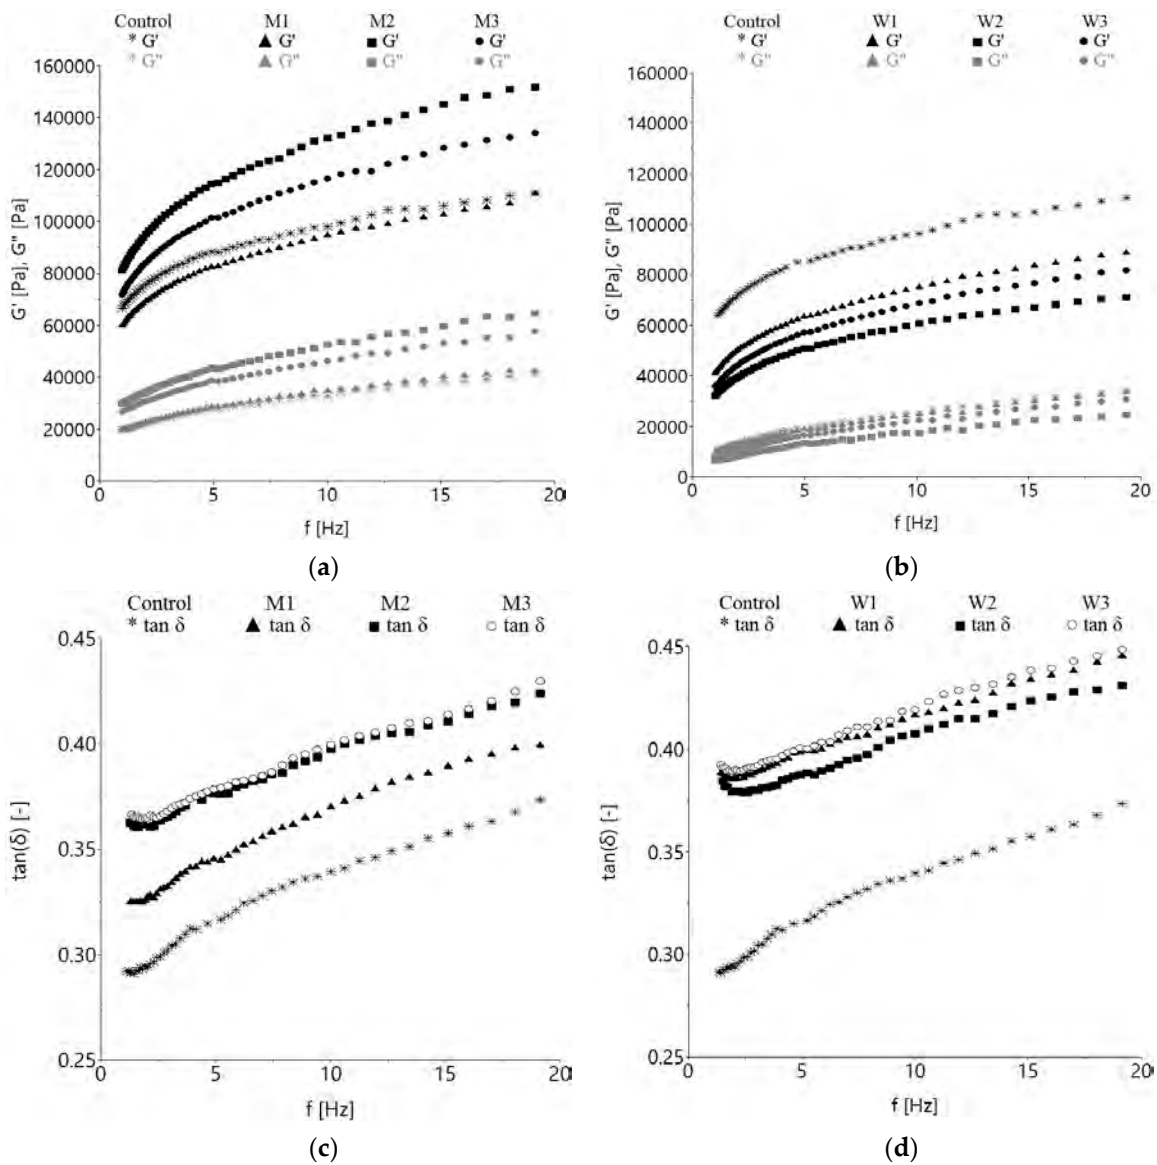 Control M1 M2 M3
* G' ▲ G' ■ G' ● G'
* G'' ▲ G'' ■ G'' ● G''
160000
140000
120000
100000
80000
60000
40000
20000
0
G' [Pa], G'' [Pa]
0 5 10 15 20
f [Hz]
(a)
Control W1 W2 W3
* G' ▲ G' ■ G' ● G'
* G'' ▲ G'' ■ G'' ● G''
160000
140000
120000
100000
80000
60000
40000
20000
0
G' [Pa], G'' [Pa]
0 5 10 15 20
f [Hz]
(b)
Control M1 M2 M3
* tan δ ▲ tan δ ■ tan δ ○ tan δ
0.45
0.40
0.35
0.30
0.25
tan(δ) [-]
0 5 10 15 20
f [Hz]
(c)
Control W1 W2 W3
* tan δ ▲ tan δ ■ tan δ ○ tan δ
0.45
0.40
0.35
0.30
0.25
tan(δ) [-]
0 5 10 15 20
f [Hz]
(d)